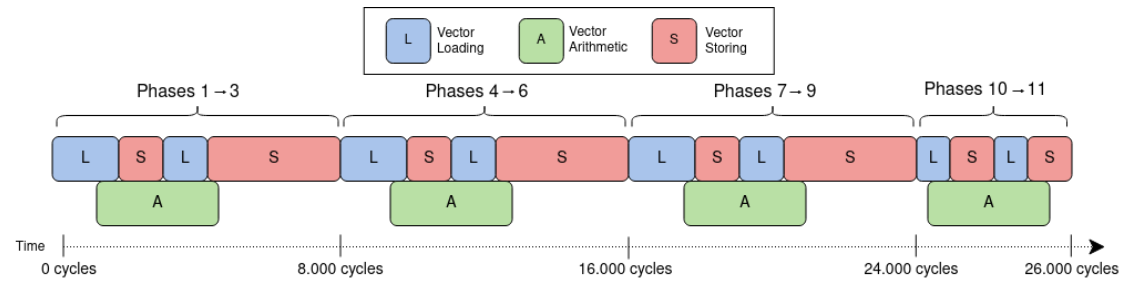 L
Vector
Loading
A
Vector
Arithmetic
S
Vector
Storing
Phases 1→3
Phases 4→6
Phases 7→9
Phases 10→11
L S L S L S L S L S L S L S L S
A A A A
Time
0 cycles 8.000 cycles 16.000 cycles 24.000 cycles 26.000 cycles